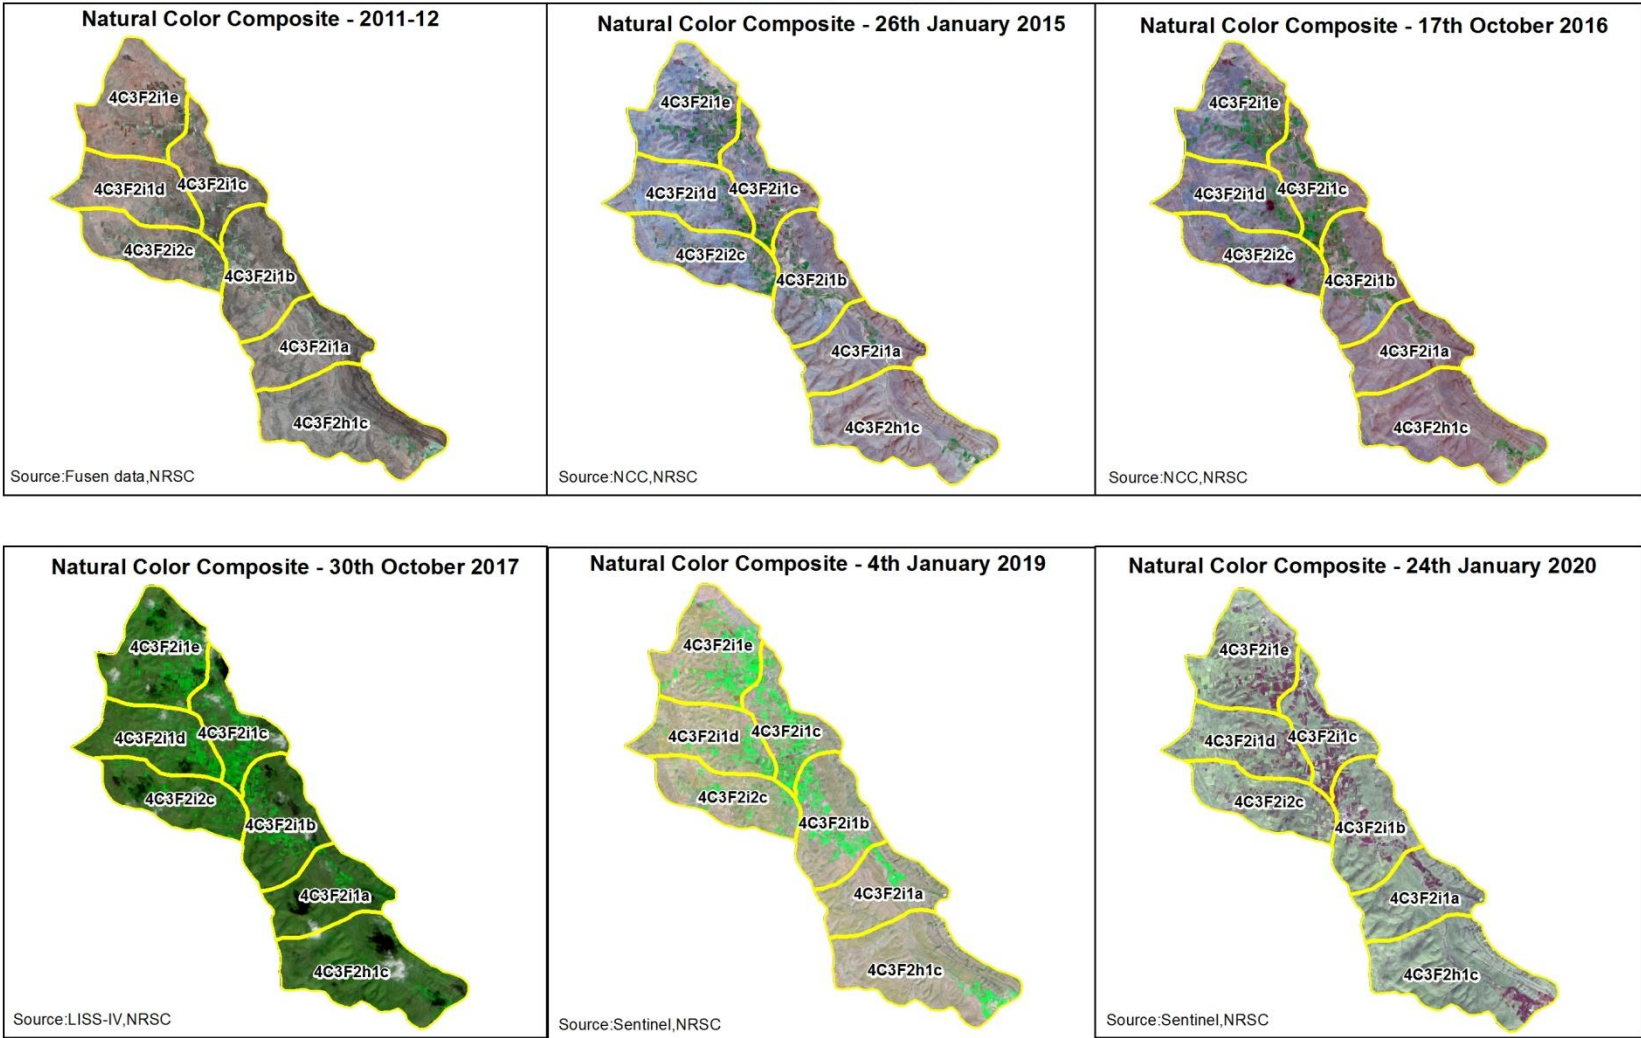 Natural Color Composite - 2011-12
4C3F2i1e
4C3F2i1d
4C3F2i1c
4C3F2i2c
4C3F2i1b
4C3F2i1a
4C3F2h1c
Source:Fusen data,NRSC
Natural Color Composite - 26th January 2015
4C3F2i1e
4C3F2i1d
4C3F2i1c
4C3F2i2c
4C3F2i1b
4C3F2i1a
4C3F2h1c
Source:NCC,NRSC
Natural Color Composite - 17th October 2016
4C3F2i1e
4C3F2i1d
4C3F2i1c
4C3F2i2c
4C3F2i1b
4C3F2i1a
4C3F2h1c
Source:NCC,NRSC
Natural Color Composite - 30th October 2017
4C3F2i1e
4C3F2i1d
4C3F2i1c
4C3F2i2c
4C3F2i1b
4C3F2i1a
4C3F2h1c
Source:LISS-IV,NRSC
Natural Color Composite - 4th January 2019
4C3F2i1e
4C3F2i1d
4C3F2i1c
4C3F2i2c
4C3F2i1b
4C3F2i1a
4C3F2h1c
Source:Sentinel,NRSC
Natural Color Composite - 24th January 2020
4C3F2i1e
4C3F2i1d
4C3F2i1c
4C3F2i2c
4C3F2i1b
4C3F2i1a
4C3F2h1c
Source:Sentinel,NRSC